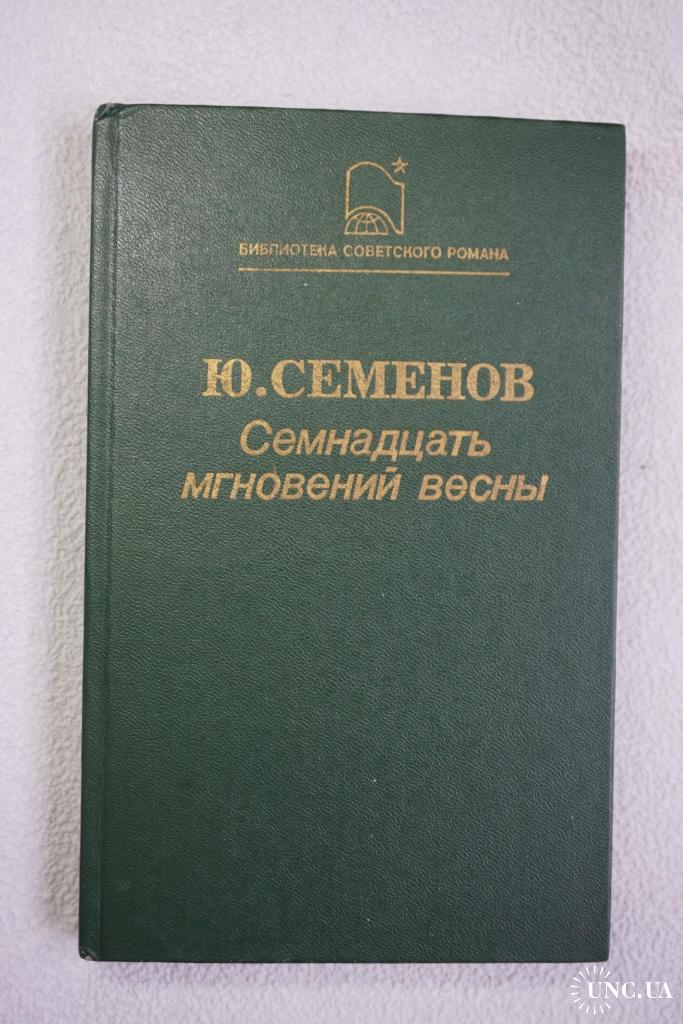 БИБЛИОТЕКА СОВЕТСКОГО РОМАНА
Ю.СЕМЕНОВ
Семнадцать
мгновений весны
UNC.UA